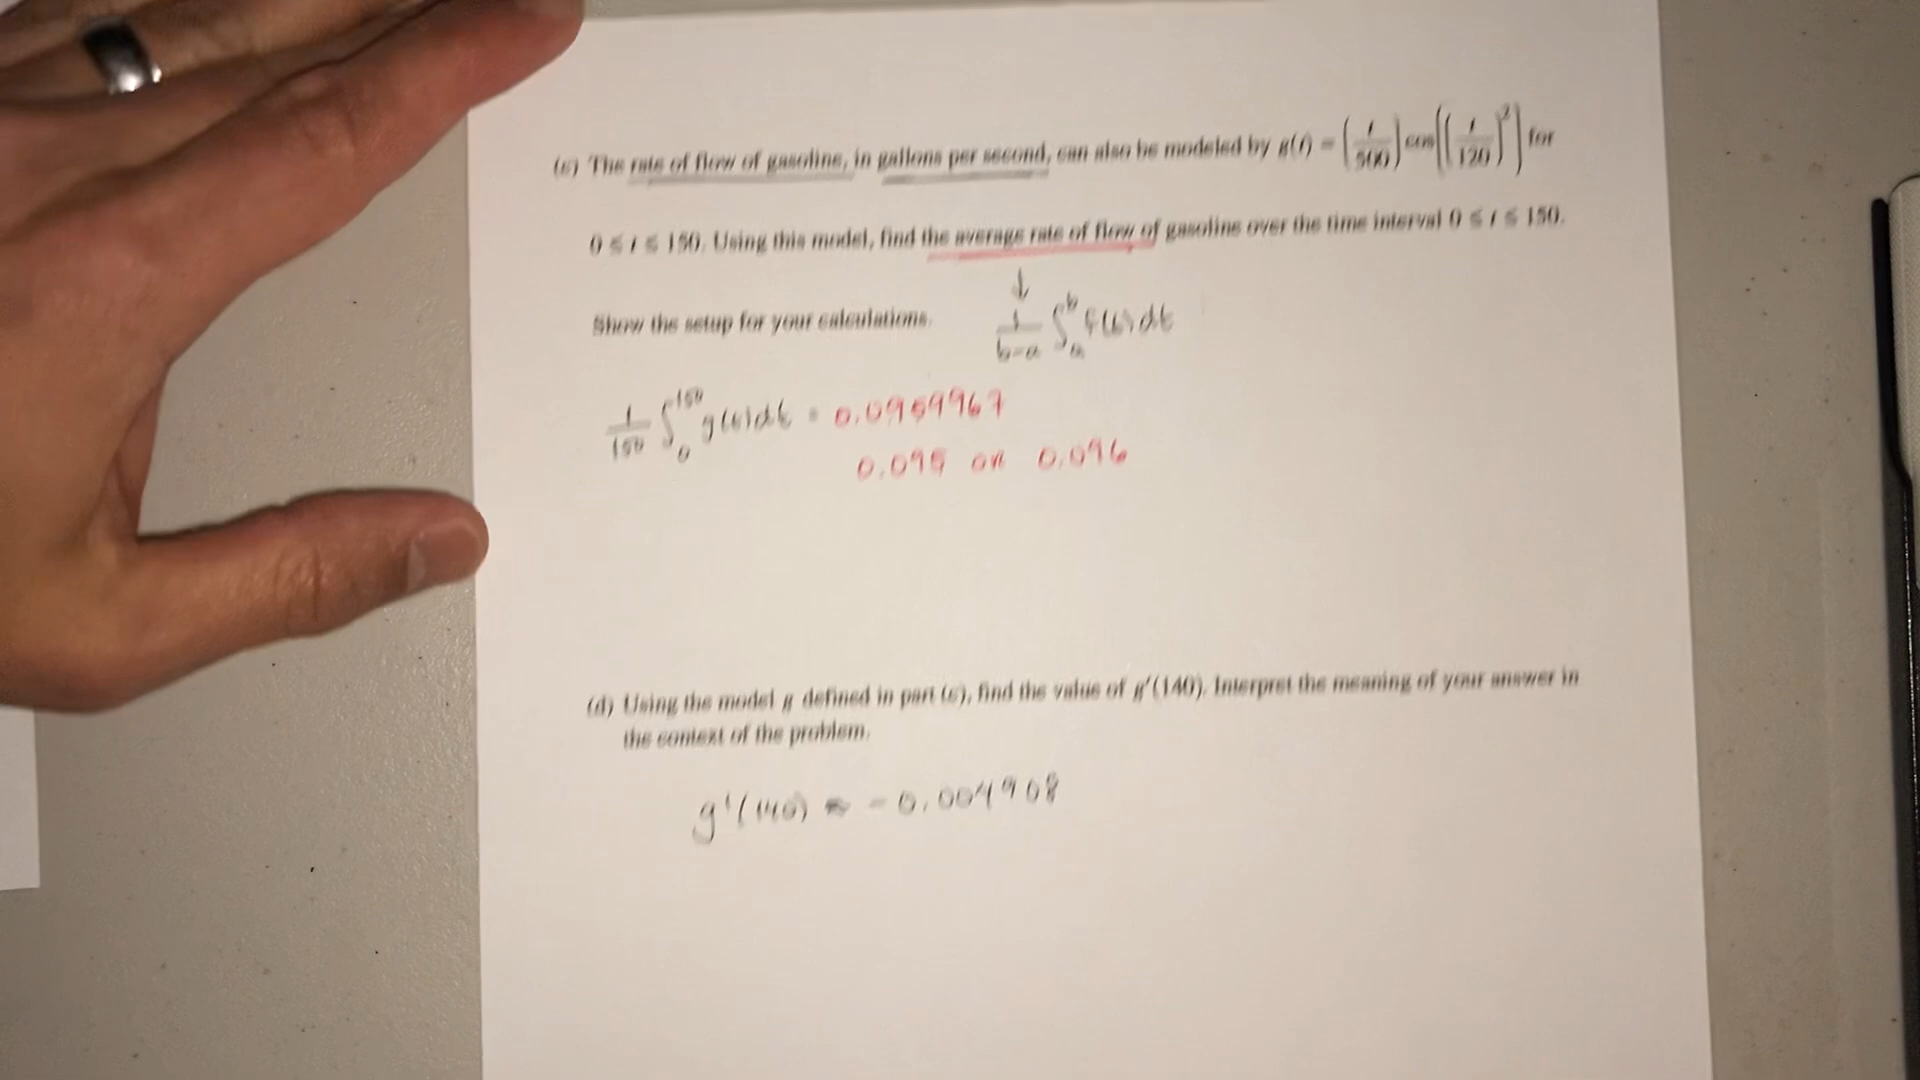 (c) The rate of flow of gasoline, in gallons per second, can also be modeled by g(t) = (t/500) cos((t/120)²) for
0 ≤ t ≤ 150. Using this model, find the average rate of flow of gasoline over the time interval 0 ≤ t ≤ 150.
↓
Show the setup for your calculations. 1/(b-a) ∫_a^b f(t)dt
1/150 ∫_0^150 g(t)dt = 0.0959967
0.095 or 0.096
(d) Using the model g defined in part (c), find the value of g′(140). Interpret the meaning of your answer in
the context of the problem.
g'(140) ≈ -0.004908